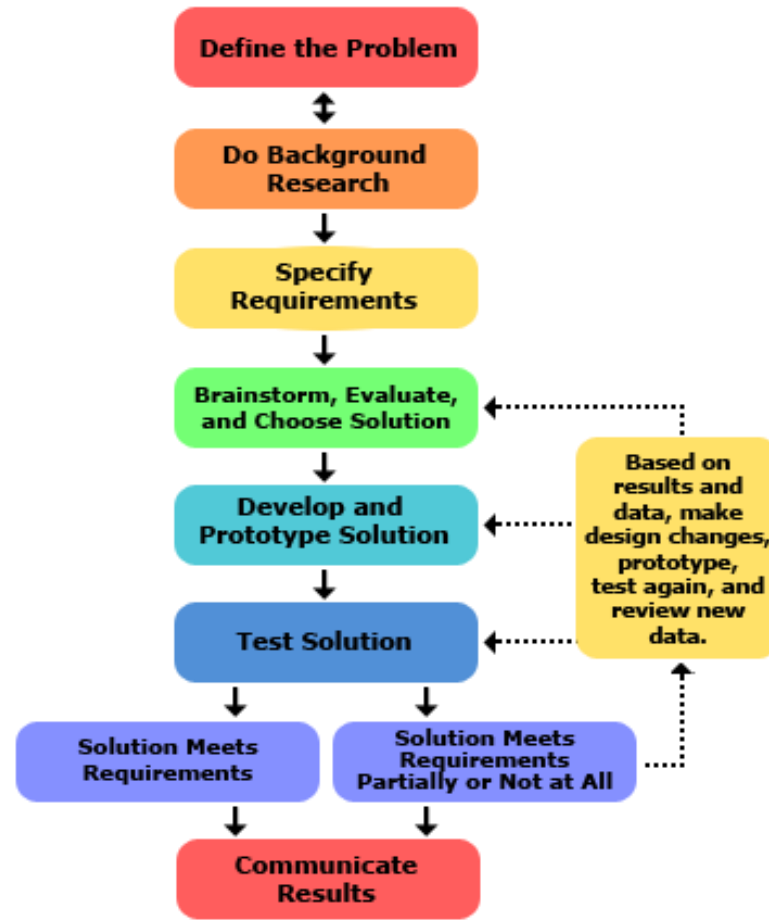 Define the Problem
Do Background
Research
Specify
Requirements
Brainstorm, Evaluate,
and Choose Solution
Develop and
Prototype Solution
Test Solution
Based on
results and
data, make
design changes,
prototype,
test again, and
review new
data.
Solution Meets
Requirements
Solution Meets
Requirements
Partially or Not at All
Communicate
Results